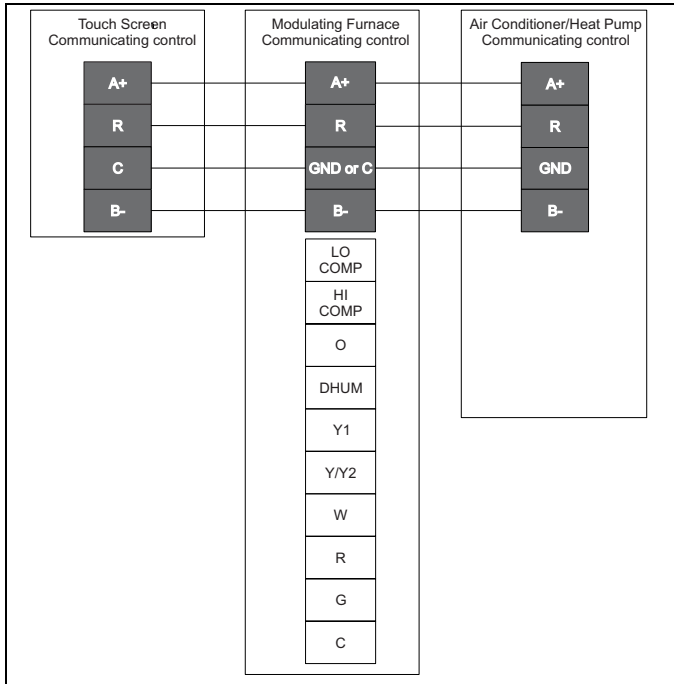 Touch Screen
Communicating control
Modulating Furnace
Communicating control
Air Conditioner/Heat Pump
Communicating control
A+
A+
A+
R
R
R
C
GND or C
GND
B-
B-
B-
LO
COMP
HI
COMP
O
DHUM
Y1
Y/Y2
W
R
G
C